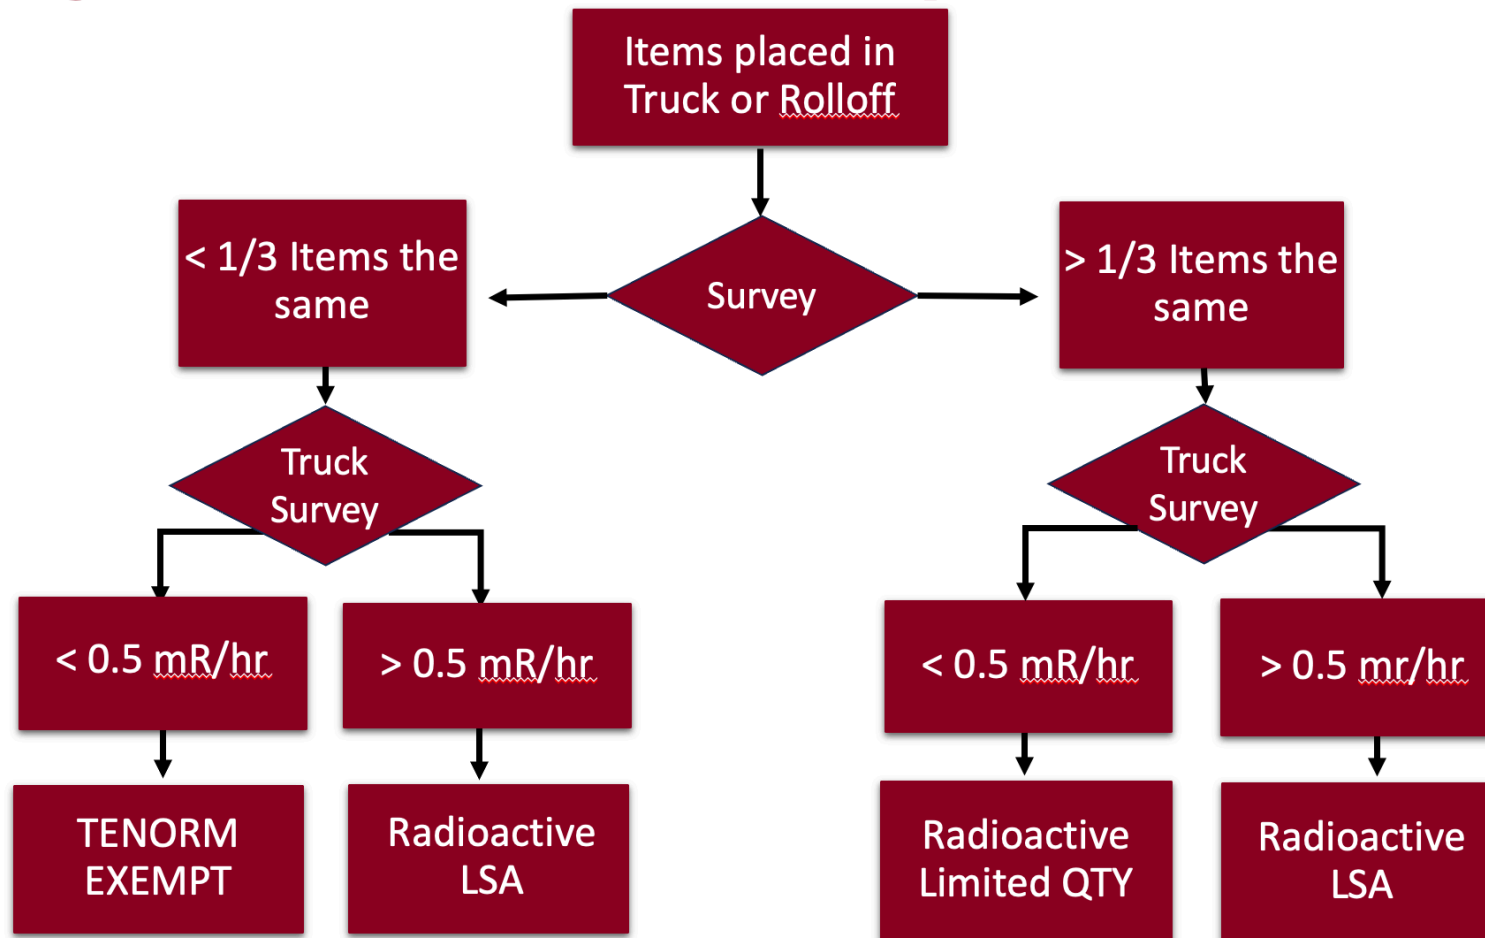 Items placed in
Truck or Rolloff
< 1/3 Items the
same
Survey
> 1/3 Items the
same
Truck
Survey
Truck
Survey
< 0.5 mR/hr
> 0.5 mR/hr
< 0.5 mR/hr
> 0.5 mr/hr
TENORM
EXEMPT
Radioactive
LSA
Radioactive
Limited QTY
Radioactive
LSA